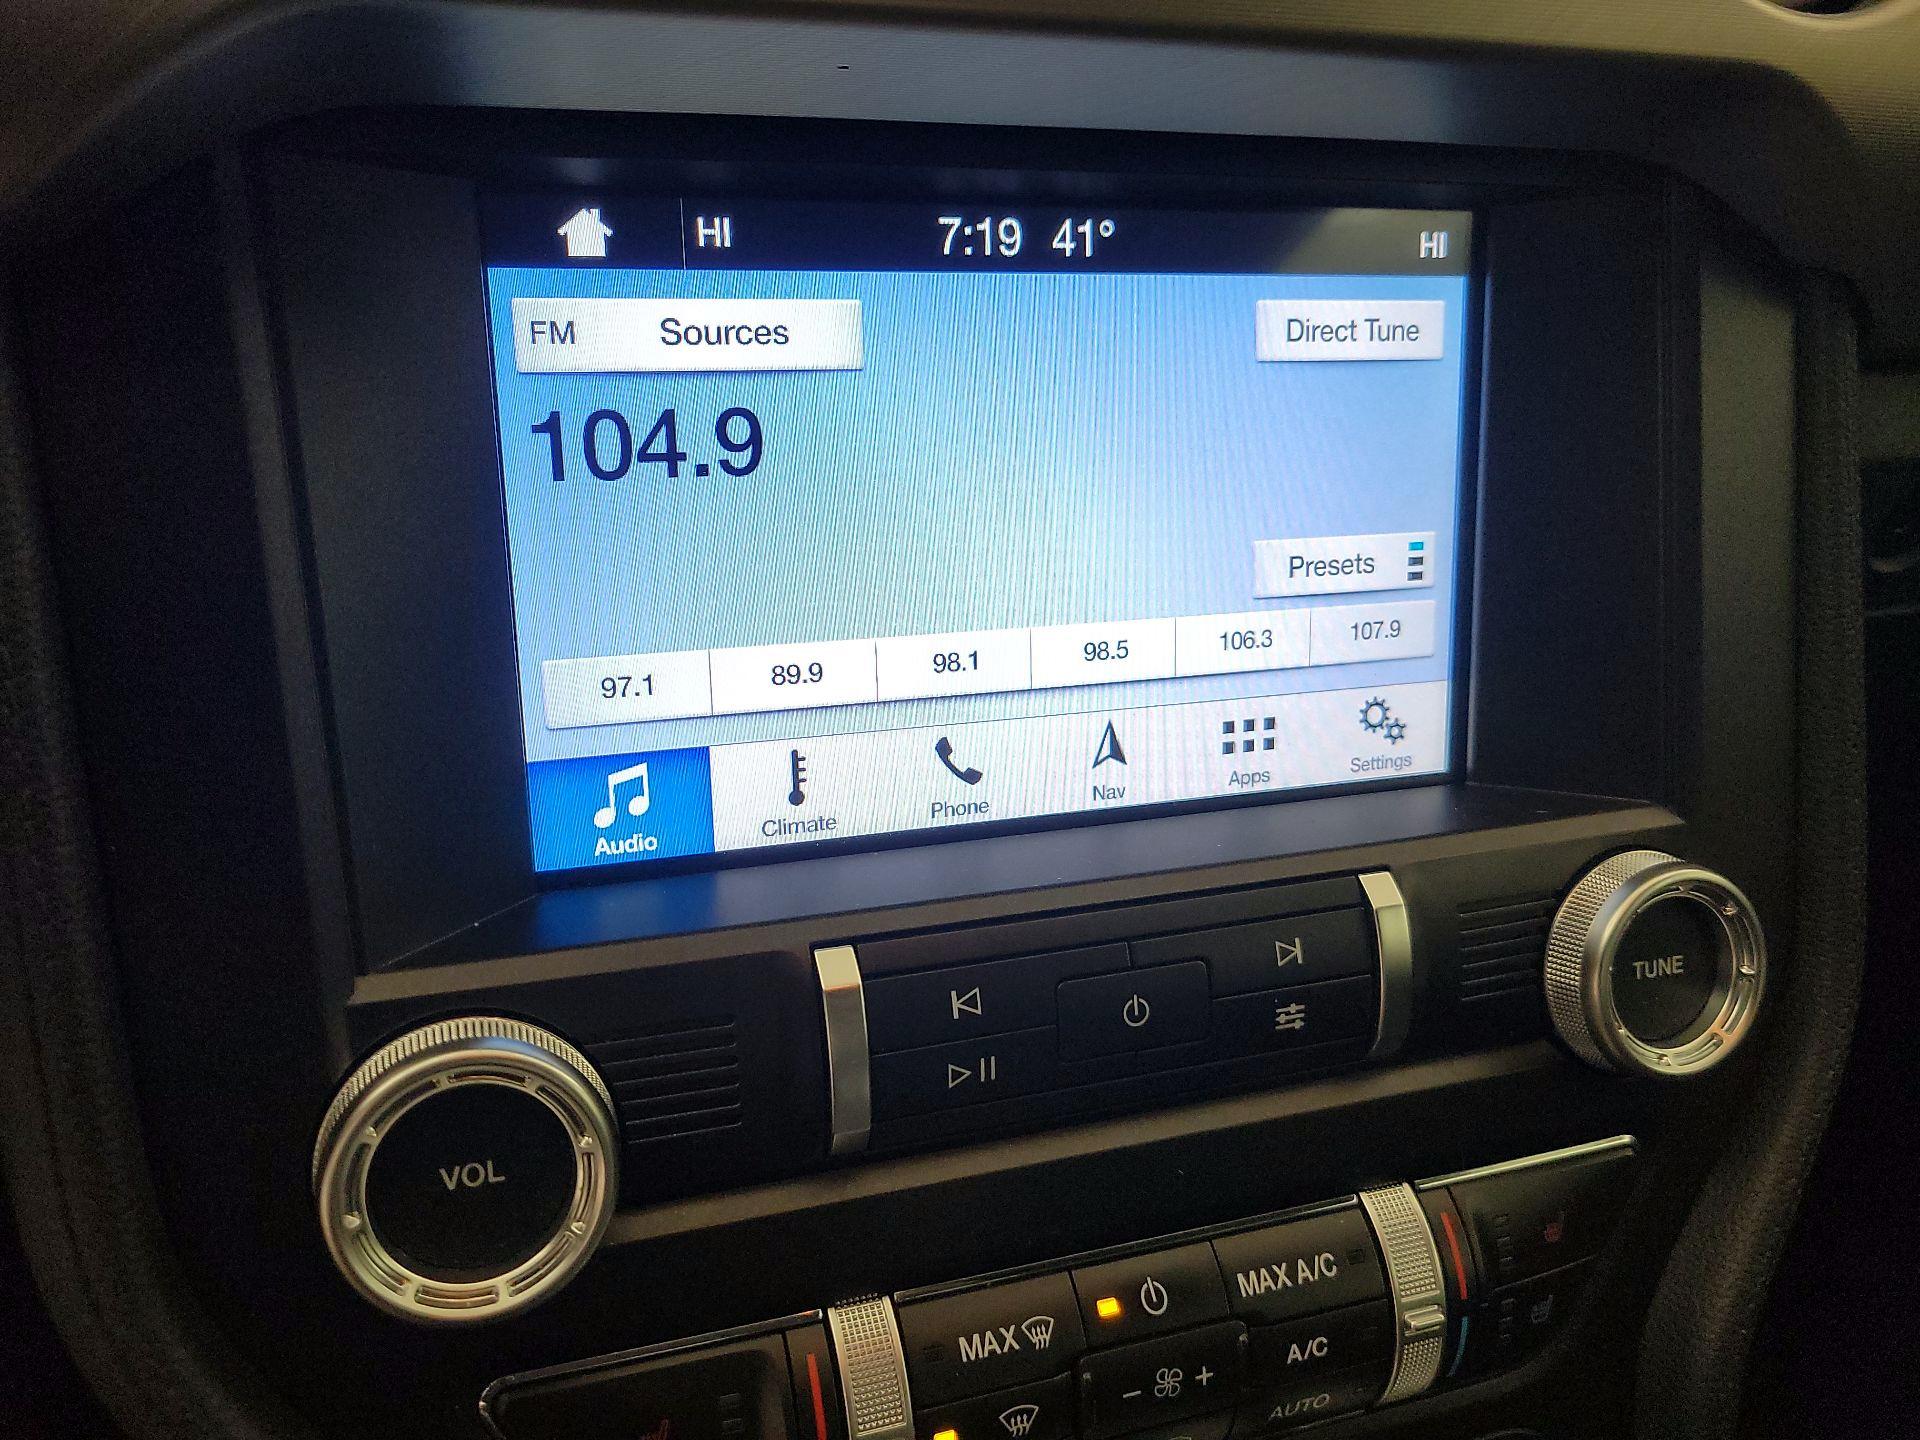 HI 7:19 41° HI
FM Sources Direct Tune
104.9
Presets
97.1 89.9 98.1 98.5 106.3 107.9
Audio Climate Phone Nav Apps Settings
TUNE
VOL
MAX A/C
MAX
A/C
- +
AUTO